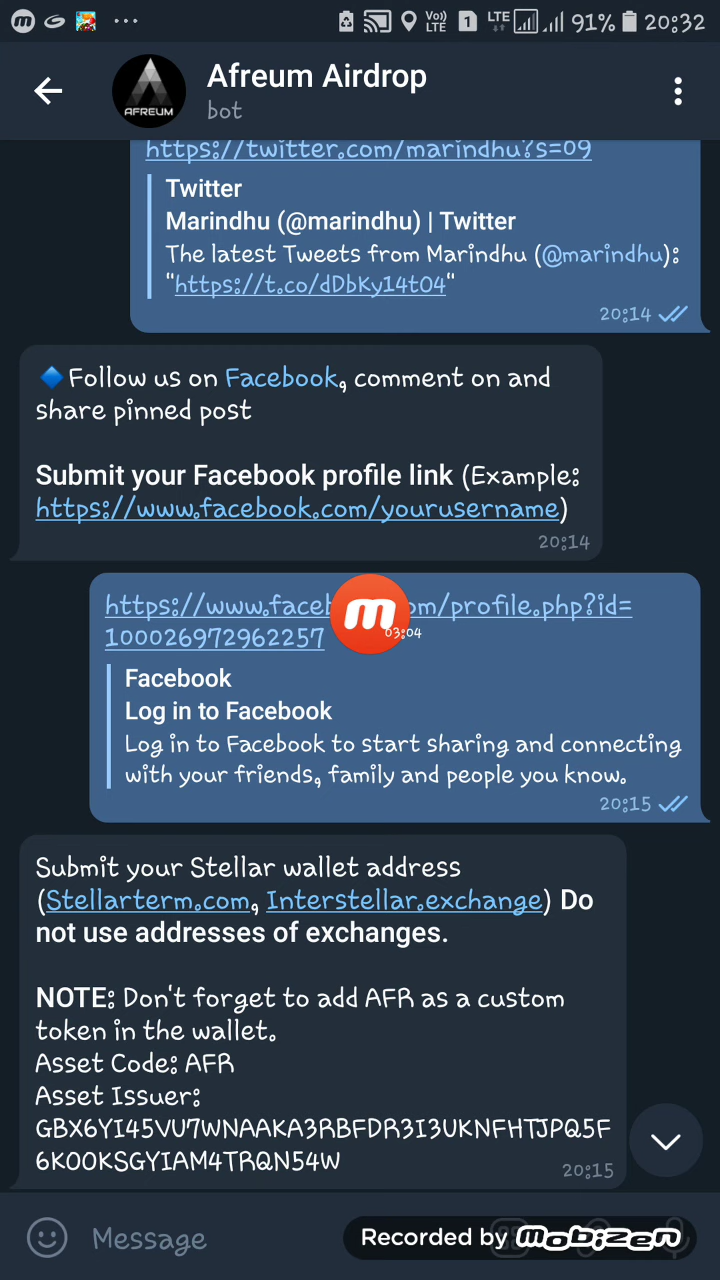 Vo))
LTE
1
LTE
91%
20:32
Afreum Airdrop
AFREUM
bot
https://twitter.com/marindhu?s=09
Twitter
Marindhu (@marindhu) | Twitter
The latest Tweets from Marindhu (@marindhu):
"https://t.co/dDbKy14t04"
20:14
Follow us on Facebook, comment on and
share pinned post
Submit your Facebook profile link (Example:
https://www.facebook.com/yourusername)
20:14
https://www.faceb om/profile.php?id=
100026972962257
m
03:04
Facebook
Log in to Facebook
Log in to Facebook to start sharing and connecting
with your friends, family and people you know.
20:15
Submit your Stellar wallet address
(Stellarterm.com, Interstellar.exchange) Do
not use addresses of exchanges.
NOTE: Don't forget to add AFR as a custom
token in the wallet.
Asset Code: AFR
Asset Issuer:
GBX6YI45VU7WNAAKA3RBFDR3I3UKNFHTJPQ5F
6KOOKSGYIAM4TRQN54W
20:15
Message
Recorded by mobizen